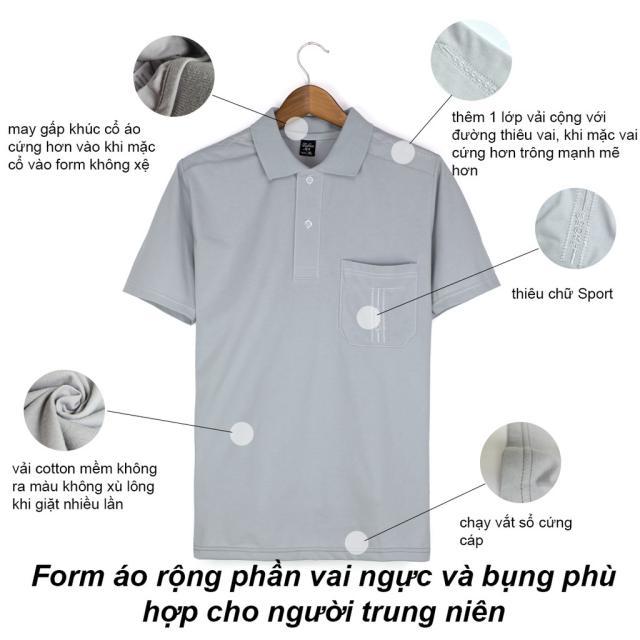 may gấp khúc cổ áo
cứng hơn vào khi mặc
cổ vào form không xệ
thêm 1 lớp vải cộng với
đường thiêu vai, khi mặc vai
cứng hơn trông mạnh mẽ
hơn
thiêu chữ Sport
vải cotton mềm không
ra màu không xù lông
khi giặt nhiều lần
chạy vắt sổ cứng
cáp
Form áo rộng phần vai ngực và bụng phù
hợp cho người trung niên